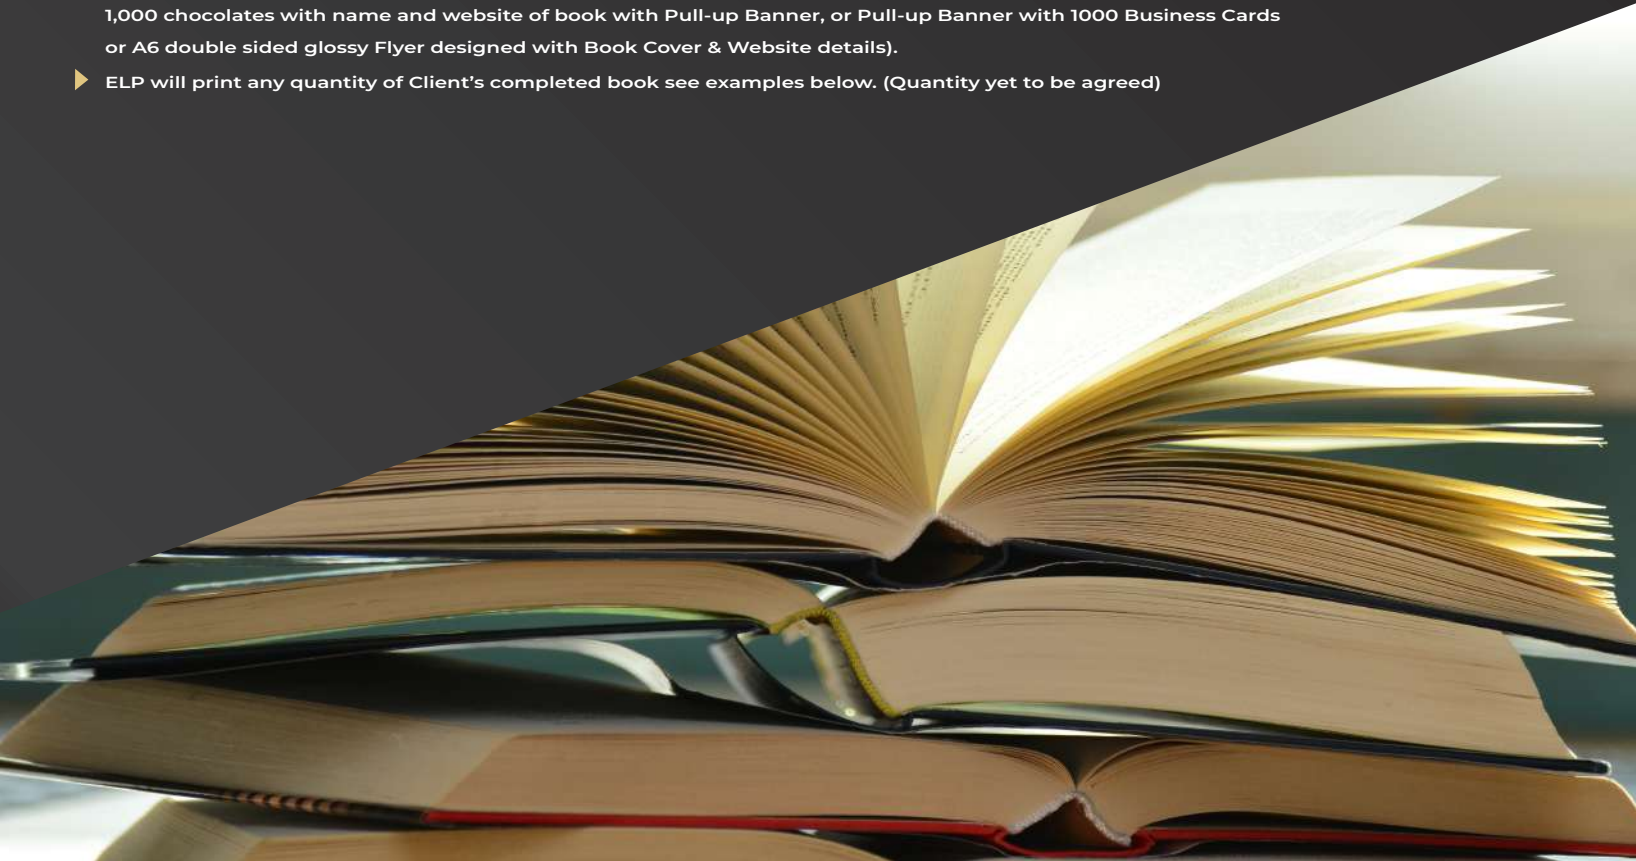 1,000 chocolates with name and website of book with Pull-up Banner, or Pull-up Banner with 1000 Business Cards
or A6 double sided glossy Flyer designed with Book Cover & Website details).
ELP will print any quantity of Client’s completed book see examples below. (Quantity yet to be agreed)